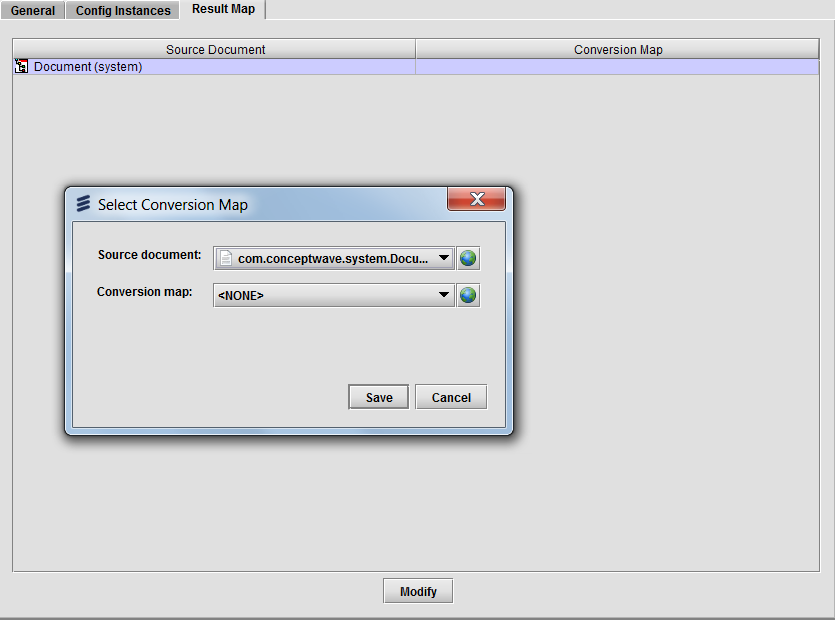 General Config Instances Result Map
Source Document Conversion Map
Document (system)
Select Conversion Map
Source document: com.conceptwave.system.Docu...
Conversion map: <NONE>
Save Cancel
Modify